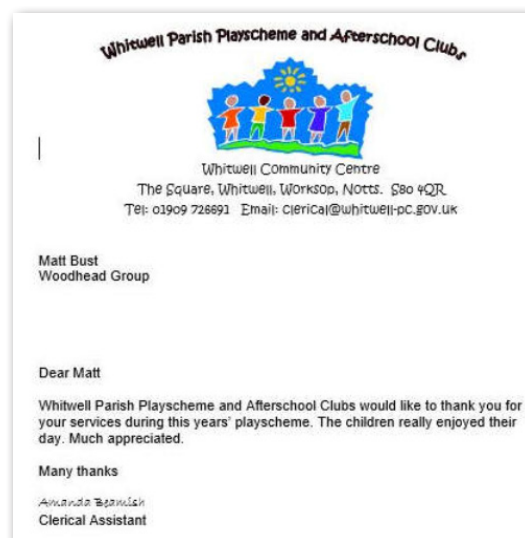 Whitwell Parish Playscheme and Afterschool Clubs
Whitwell Community Centre
The Square, Whitwell, Worksop, Notts. S80 4QR
Tel: 01909 726691 Email: clerical@whitwell-pc.gov.uk
Matt Bust
Woodhead Group
Dear Matt
Whitwell Parish Playscheme and Afterschool Clubs would like to thank you for
your services during this years' playscheme. The children really enjoyed their
day. Much appreciated.
Many thanks
Amanda Beamish
Clerical Assistant